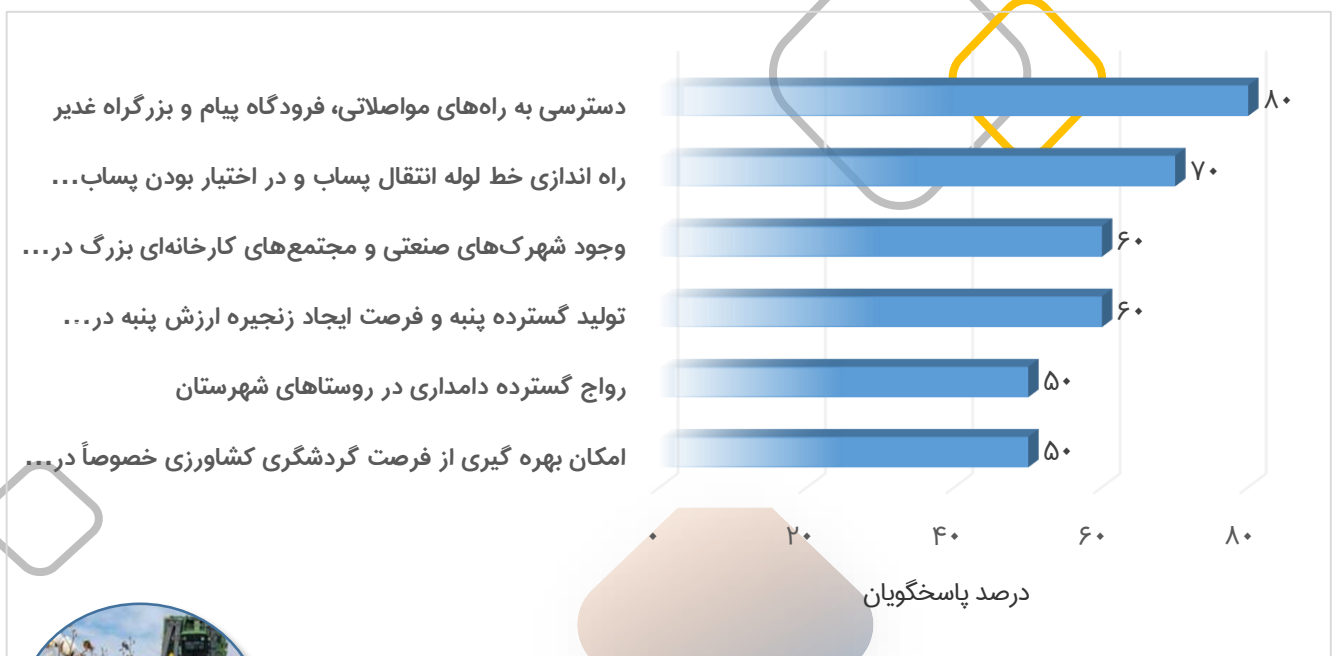 دسترسی به راه‌های مواصلاتی، فرودگاه پیام و بزرگراه غدیر
۸۰
راه اندازی خط لوله انتقال پساب و در اختیار بودن پساب...
۷۰
وجود شهرک‌های صنعتی و مجتمع‌های کارخانه‌ای بزرگ در...
۶۰
تولید گسترده پنبه و فرصت ایجاد زنجیره ارزش پنبه در...
۶۰
رواج گسترده دامداری در روستاهای شهرستان
۵۰
امکان بهره گیری از فرصت گردشگری کشاورزی خصوصاً در...
۵۰
۰ ۲۰ ۴۰ ۶۰ ۸۰
درصد پاسخگویان